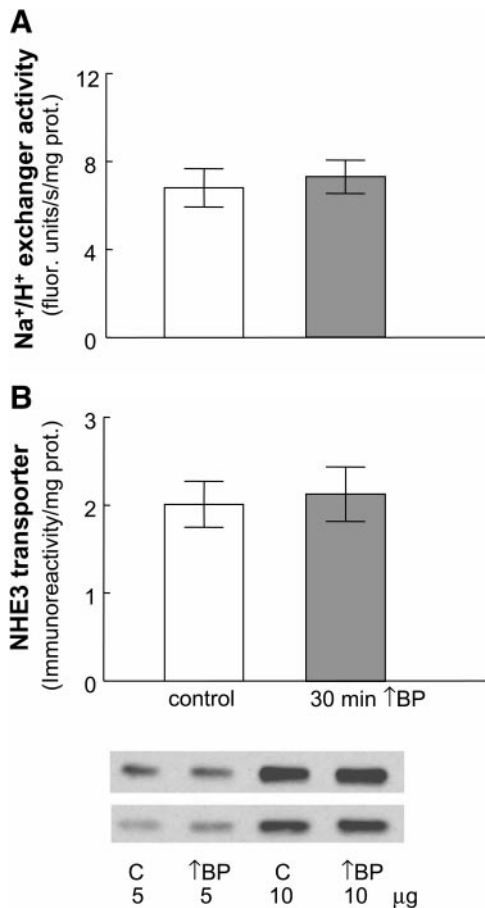 A
Na⁺/H⁺ exchanger activity
(fluor. units/s/mg prot.)
12
8
4
0
B
NHE3 transporter
(Immunoreactivity/mg prot.)
3
2
1
0
control 30 min ↑BP
C ↑BP C ↑BP
5 5 10 10 μg